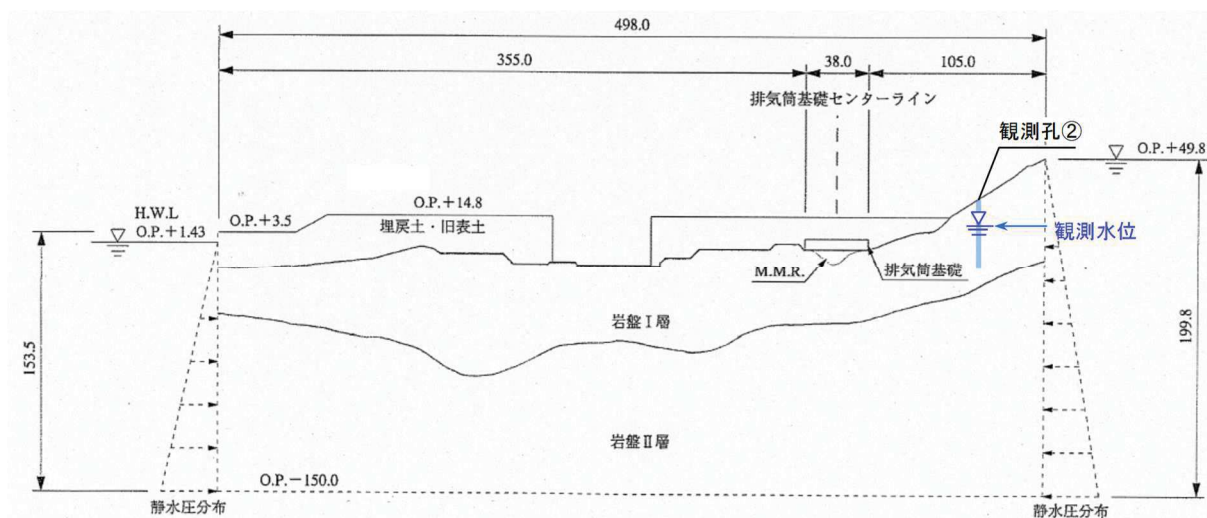 498.0
355.0
38.0
105.0
排気筒基礎センターライン
観測孔②
O.P.+49.8
H.W.L
O.P.+1.43
O.P.+3.5
O.P.+14.8
埋戻土・旧表土
観測水位
M.M.R.
排気筒基礎
岩盤Ⅰ層
153.5
199.8
岩盤Ⅱ層
O.P.-150.0
静水圧分布
静水圧分布